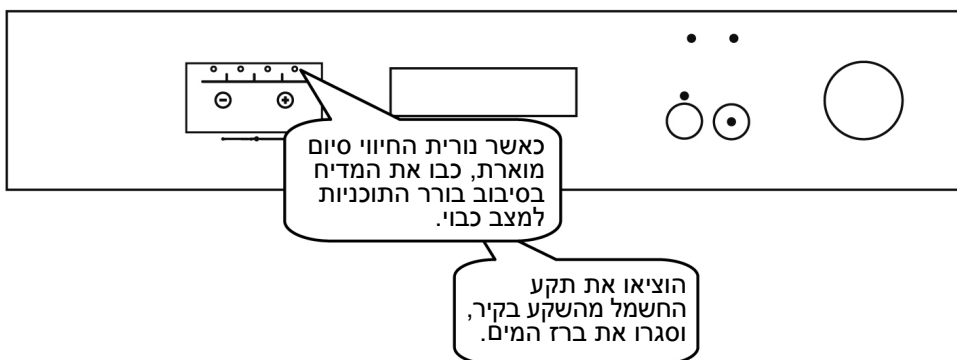 כאשר נורית החיווי סיום
מוארת, כבו את המדיח
בסיבוב בורר התוכניות
למצב כבוי.
הוציאו את תקע
החשמל מהשקע בקיר,
וסגרו את ברז המים.